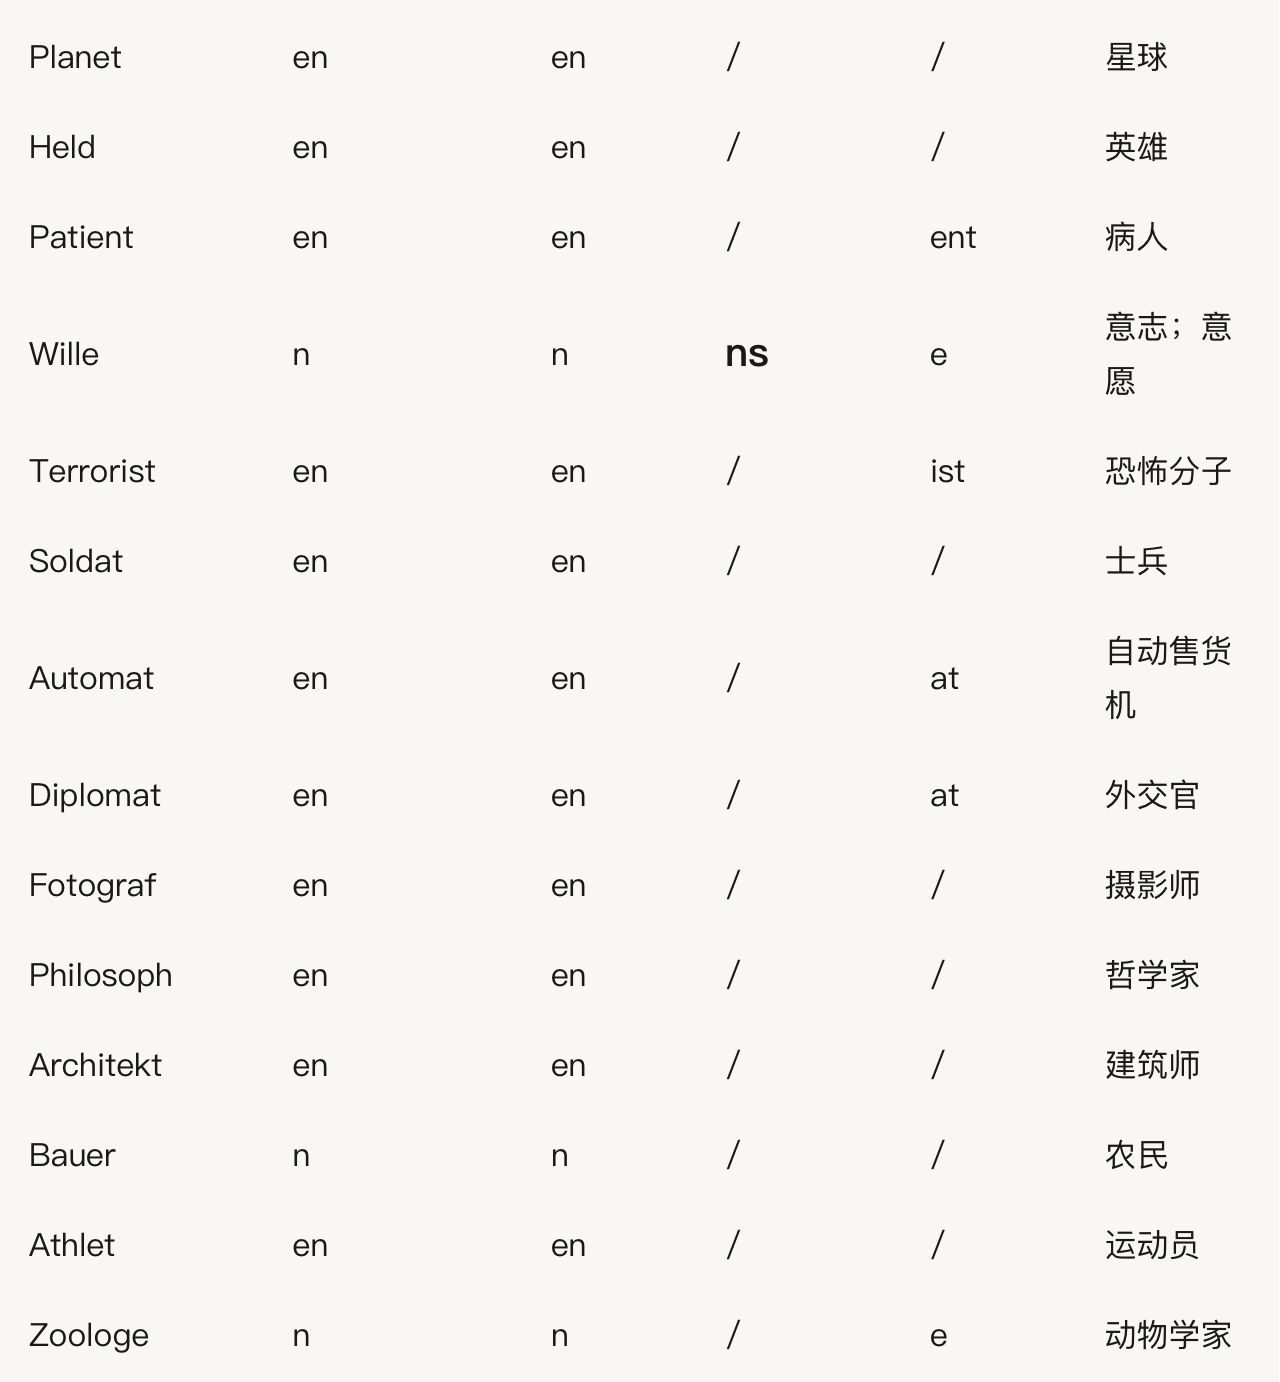 Planet en en / / 星球
Held en en / / 英雄
Patient en en / ent 病人
Wille n n ns e 意志；意
愿
Terrorist en en / ist 恐怖分子
Soldat en en / / 士兵
Automat en en / at 自动售货
机
Diplomat en en / at 外交官
Fotograf en en / / 摄影师
Philosoph en en / / 哲学家
Architekt en en / / 建筑师
Bauer n n / / 农民
Athlet en en / / 运动员
Zoologe n n / e 动物学家